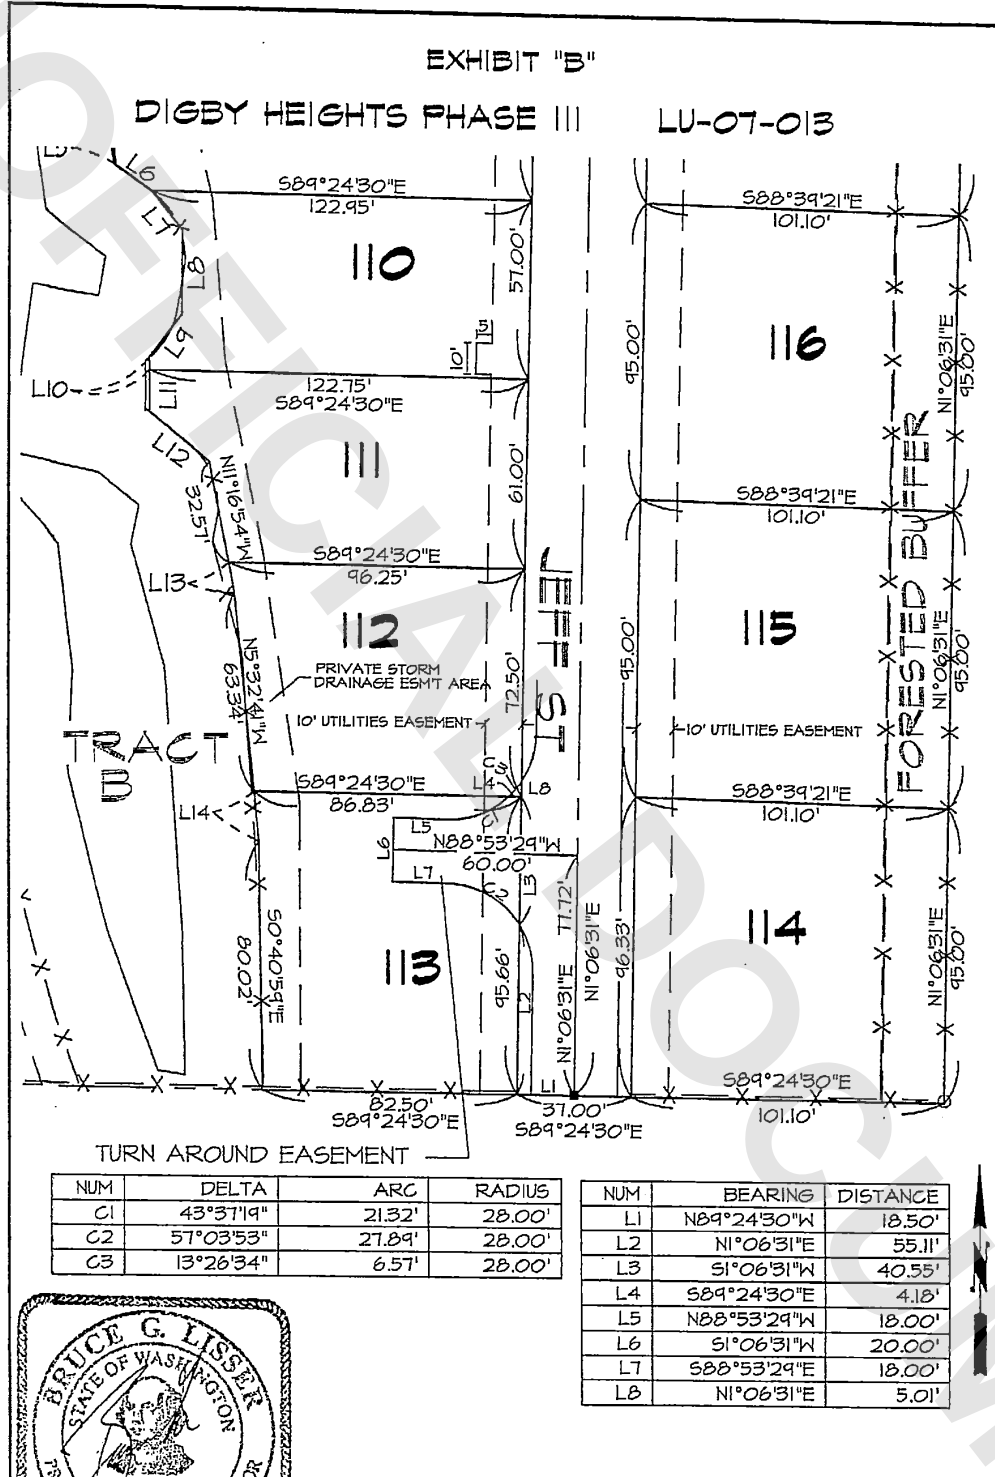 EXHIBIT "B"
DIGBY HEIGHTS PHASE III LU-07-013
L6
S89°24'30"E
122.95'
S88°39'21"E
101.10'
L7
L8
110
57.00'
5'
10'
116
95.00'
N1°06'31"E
95.00'
L9
L10
L11
122.75'
S89°24'30"E
L12
111
61.00'
N11°16'54"W
32.57'
S88°39'21"E
101.10'
FORESTED BUFFER
S89°24'30"E
96.25'
L13
JEFF ST
112
115
95.00'
N1°06'31"E
95.00'
N5°32'41"W
63.34'
PRIVATE STORM
DRAINAGE ESM'T AREA
72.50'
10' UTILITIES EASEMENT
10' UTILITIES EASEMENT
TRACT
B
S89°24'30"E
86.83'
L4
L8
S88°39'21"E
101.10'
L14
C1
C3
L5
N88°53'29"W
60.00'
L6
L7
L3
C2
77.72'
N1°06'31"E
N1°06'31"E
96.33'
114
N1°06'31"E
95.00'
S0°40'59"E
80.02'
113
95.66'
L2
L1
82.50'
S89°24'30"E
37.00'
S89°24'30"E
S89°24'30"E
101.10'
TURN AROUND EASEMENT
NUM DELTA ARC RADIUS
C1 43°37'19" 21.32' 28.00'
C2 57°03'53" 27.89' 28.00'
C3 13°26'34" 6.57' 28.00'
NUM BEARING DISTANCE
L1 N89°24'30"W 18.50'
L2 N1°06'31"E 55.11'
L3 S1°06'31"W 40.55'
L4 S89°24'30"E 4.18'
L5 N88°53'29"W 18.00'
L6 S1°06'31"W 20.00'
L7 S88°53'29"E 18.00'
L8 N1°06'31"E 5.01'
N
BRUCE G. LISSER
STATE OF WASHINGTON
OFFICIAL DOCUM